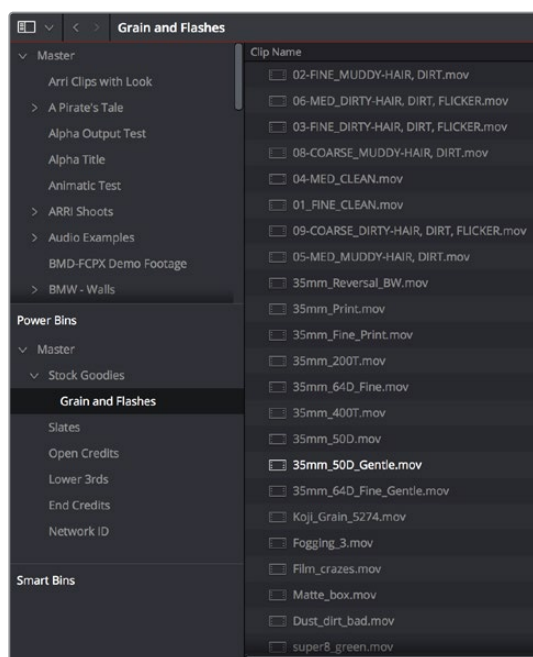 Grain and Flashes
Master
Arri Clips with Look
A Pirate's Tale
Alpha Output Test
Alpha Title
Animatic Test
ARRI Shoots
Audio Examples
BMD-FCPX Demo Footage
BMW - Walls
Power Bins
Master
Stock Goodies
Grain and Flashes
Slates
Open Credits
Lower 3rds
End Credits
Network ID
Smart Bins
Clip Name
02-FINE_MUDDY-HAIR, DIRT.mov
06-MED_DIRTY-HAIR, DIRT, FLICKER.mov
03-FINE_DIRTY-HAIR, DIRT, FLICKER.mov
08-COARSE_MUDDY-HAIR, DIRT.mov
04-MED_CLEAN.mov
01_FINE_CLEAN.mov
09-COARSE_DIRTY-HAIR, DIRT, FLICKER.mov
05-MED_MUDDY-HAIR, DIRT.mov
35mm_Reversal_BW.mov
35mm_Print.mov
35mm_Fine_Print.mov
35mm_200T.mov
35mm_64D_Fine.mov
35mm_400T.mov
35mm_50D.mov
35mm_50D_Gentle.mov
35mm_64D_Fine_Gentle.mov
Koji_Grain_5274.mov
Fogging_3.mov
Film_crazes.mov
Matte_box.mov
Dust_dirt_bad.mov
super8_green.mov